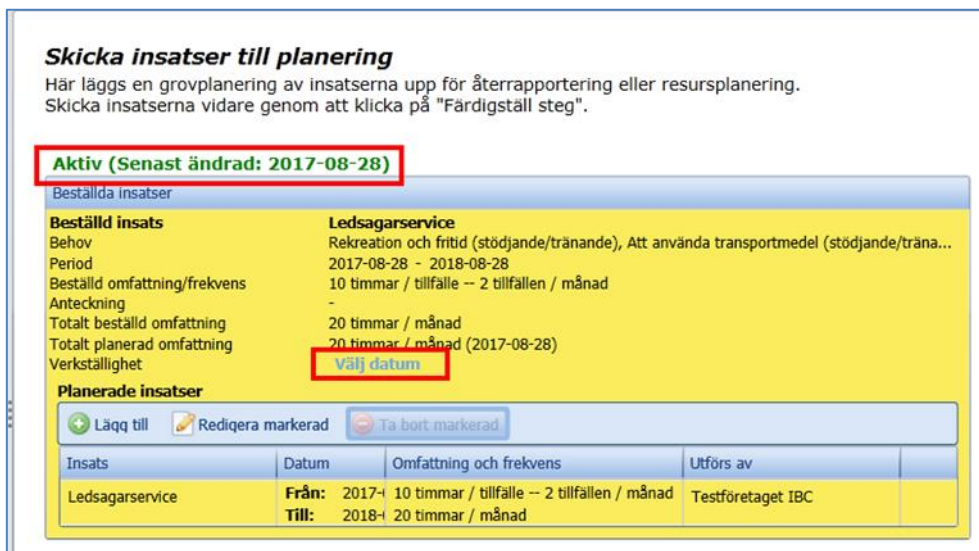 Skicka insatser till planering
Här läggs en grovplanering av insatserna upp för återrapportering eller resursplanering.
Skicka insatserna vidare genom att klicka på "Färdigställ steg".
Aktiv (Senast ändrad: 2017-08-28)
Beställda insatser
Beställd insats Ledsagarservice
Behov Rekreation och fritid (stödjande/tränande), Att använda transportmedel (stödjande/träna...
Period 2017-08-28 - 2018-08-28
Beställd omfattning/frekvens 10 timmar / tillfälle -- 2 tillfällen / månad
Anteckning -
Totalt beställd omfattning 20 timmar / månad
Totalt planerad omfattning 20 timmar / månad (2017-08-28)
Verkställighet Välj datum
Planerade insatser
Lägg till Redigera markerad Ta bort markerad
Insats Datum Omfattning och frekvens Utförs av
Ledsagarservice Från: 2017-0 10 timmar / tillfälle -- 2 tillfällen / månad Testföretaget IBC
Till: 2018-0 20 timmar / månad